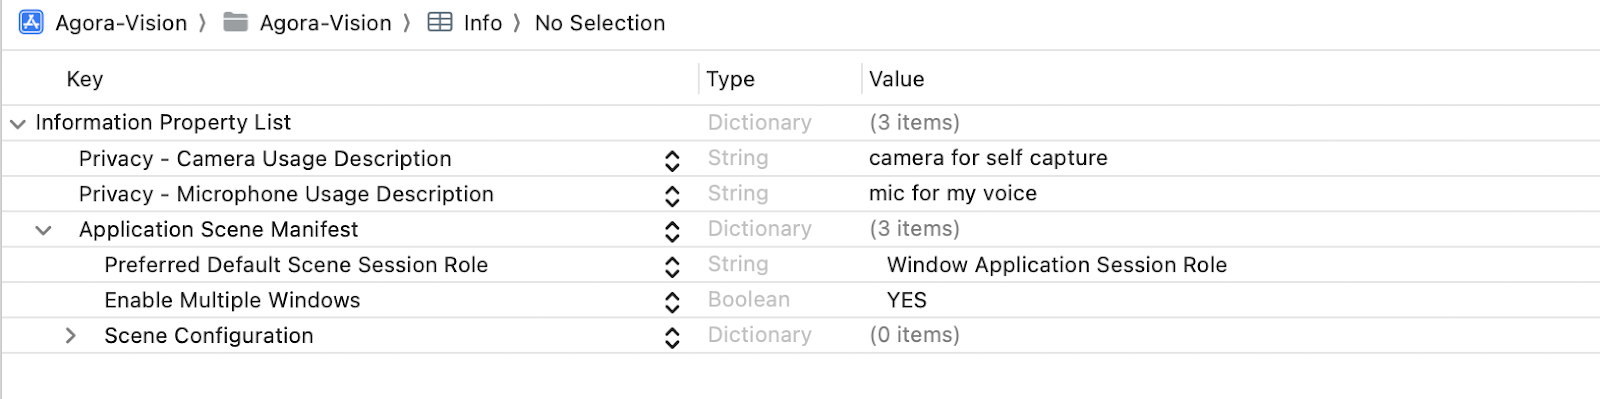 Agora-Vision 〉 Agora-Vision 〉 Info 〉 No Selection
Key Type Value
Information Property List Dictionary (3 items)
Privacy - Camera Usage Description String camera for self capture
Privacy - Microphone Usage Description String mic for my voice
Application Scene Manifest Dictionary (3 items)
Preferred Default Scene Session Role String Window Application Session Role
Enable Multiple Windows Boolean YES
Scene Configuration Dictionary (0 items)